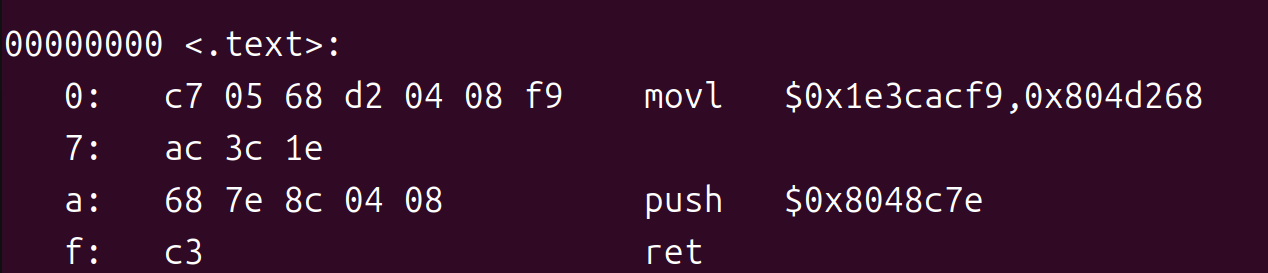 00000000 <.text>:
0: c7 05 68 d2 04 08 f9 movl $0x1e3cacf9,0x804d268
7: ac 3c 1e
a: 68 7e 8c 04 08 push $0x8048c7e
f: c3 ret